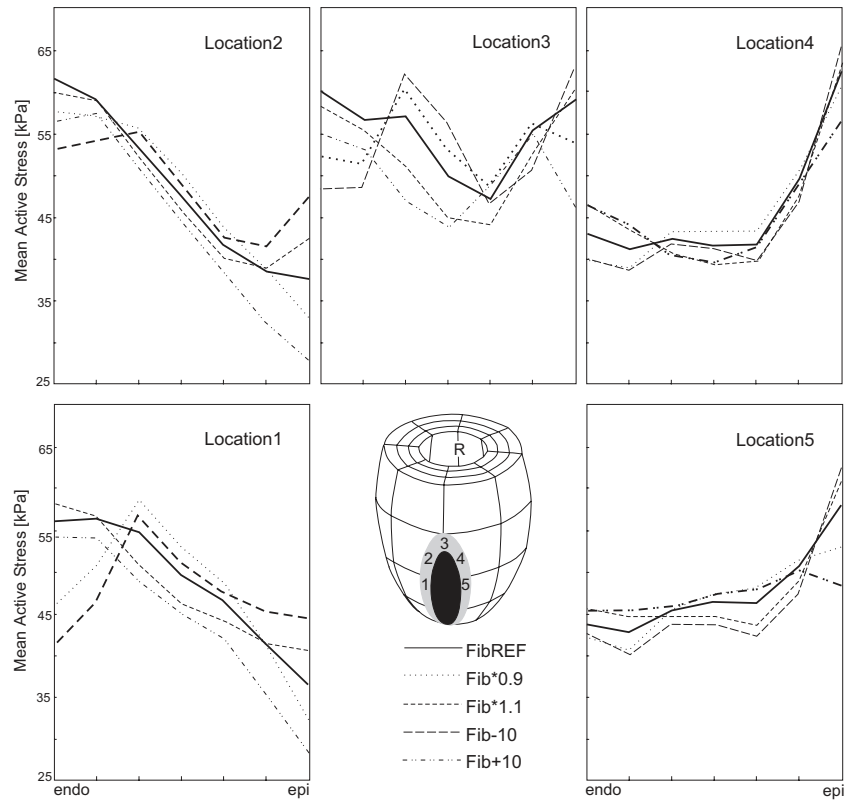 Location2
Location3
Location4
Mean Active Stress [kPa]
65
55
45
35
25
Location1
Location5
Mean Active Stress [kPa]
65
55
45
35
25
endo
epi
R
3
2
4
1
5
FibREF
Fib*0.9
Fib*1.1
Fib-10
Fib+10
endo
epi